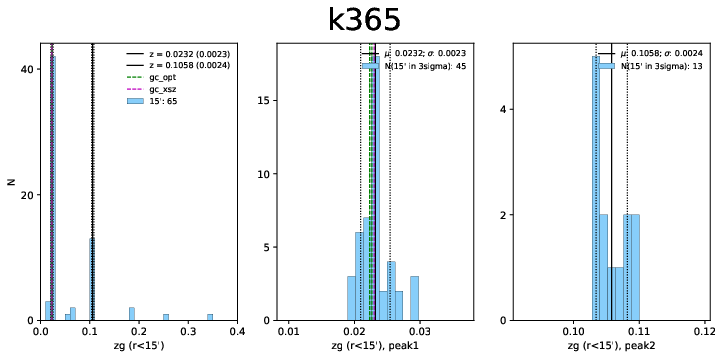 k365
z = 0.0232 (0.0023)
z = 0.1058 (0.0024)
gc_opt
gc_xsz
15': 65
N
40
20
0
0.0 0.1 0.2 0.3 0.4
zg (r<15')
μ: 0.0232; σ: 0.0023
N(15' in 3sigma): 45
15
10
5
0
0.01 0.02 0.03
zg (r<15'), peak1
μ: 0.1058; σ: 0.0024
N(15' in 3sigma): 13
4
2
0
0.10 0.11 0.12
zg (r<15'), peak2